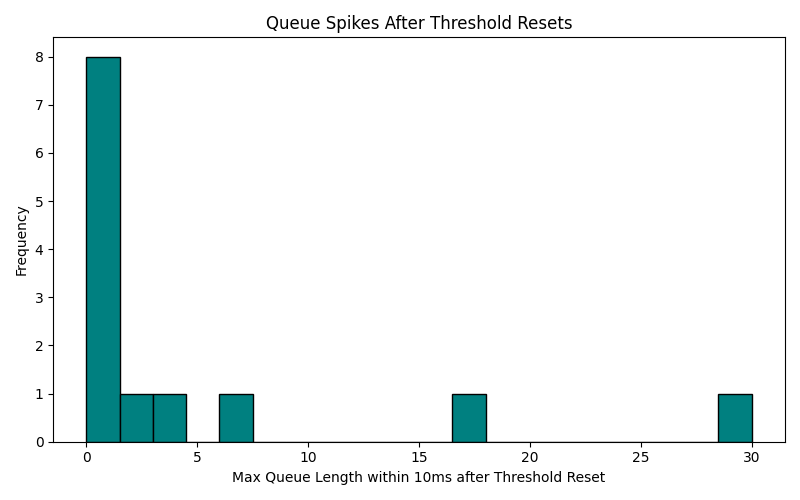 Queue Spikes After Threshold Resets
8
7
6
5
4
3
2
1
0
Frequency
0 5 10 15 20 25 30
Max Queue Length within 10ms after Threshold Reset